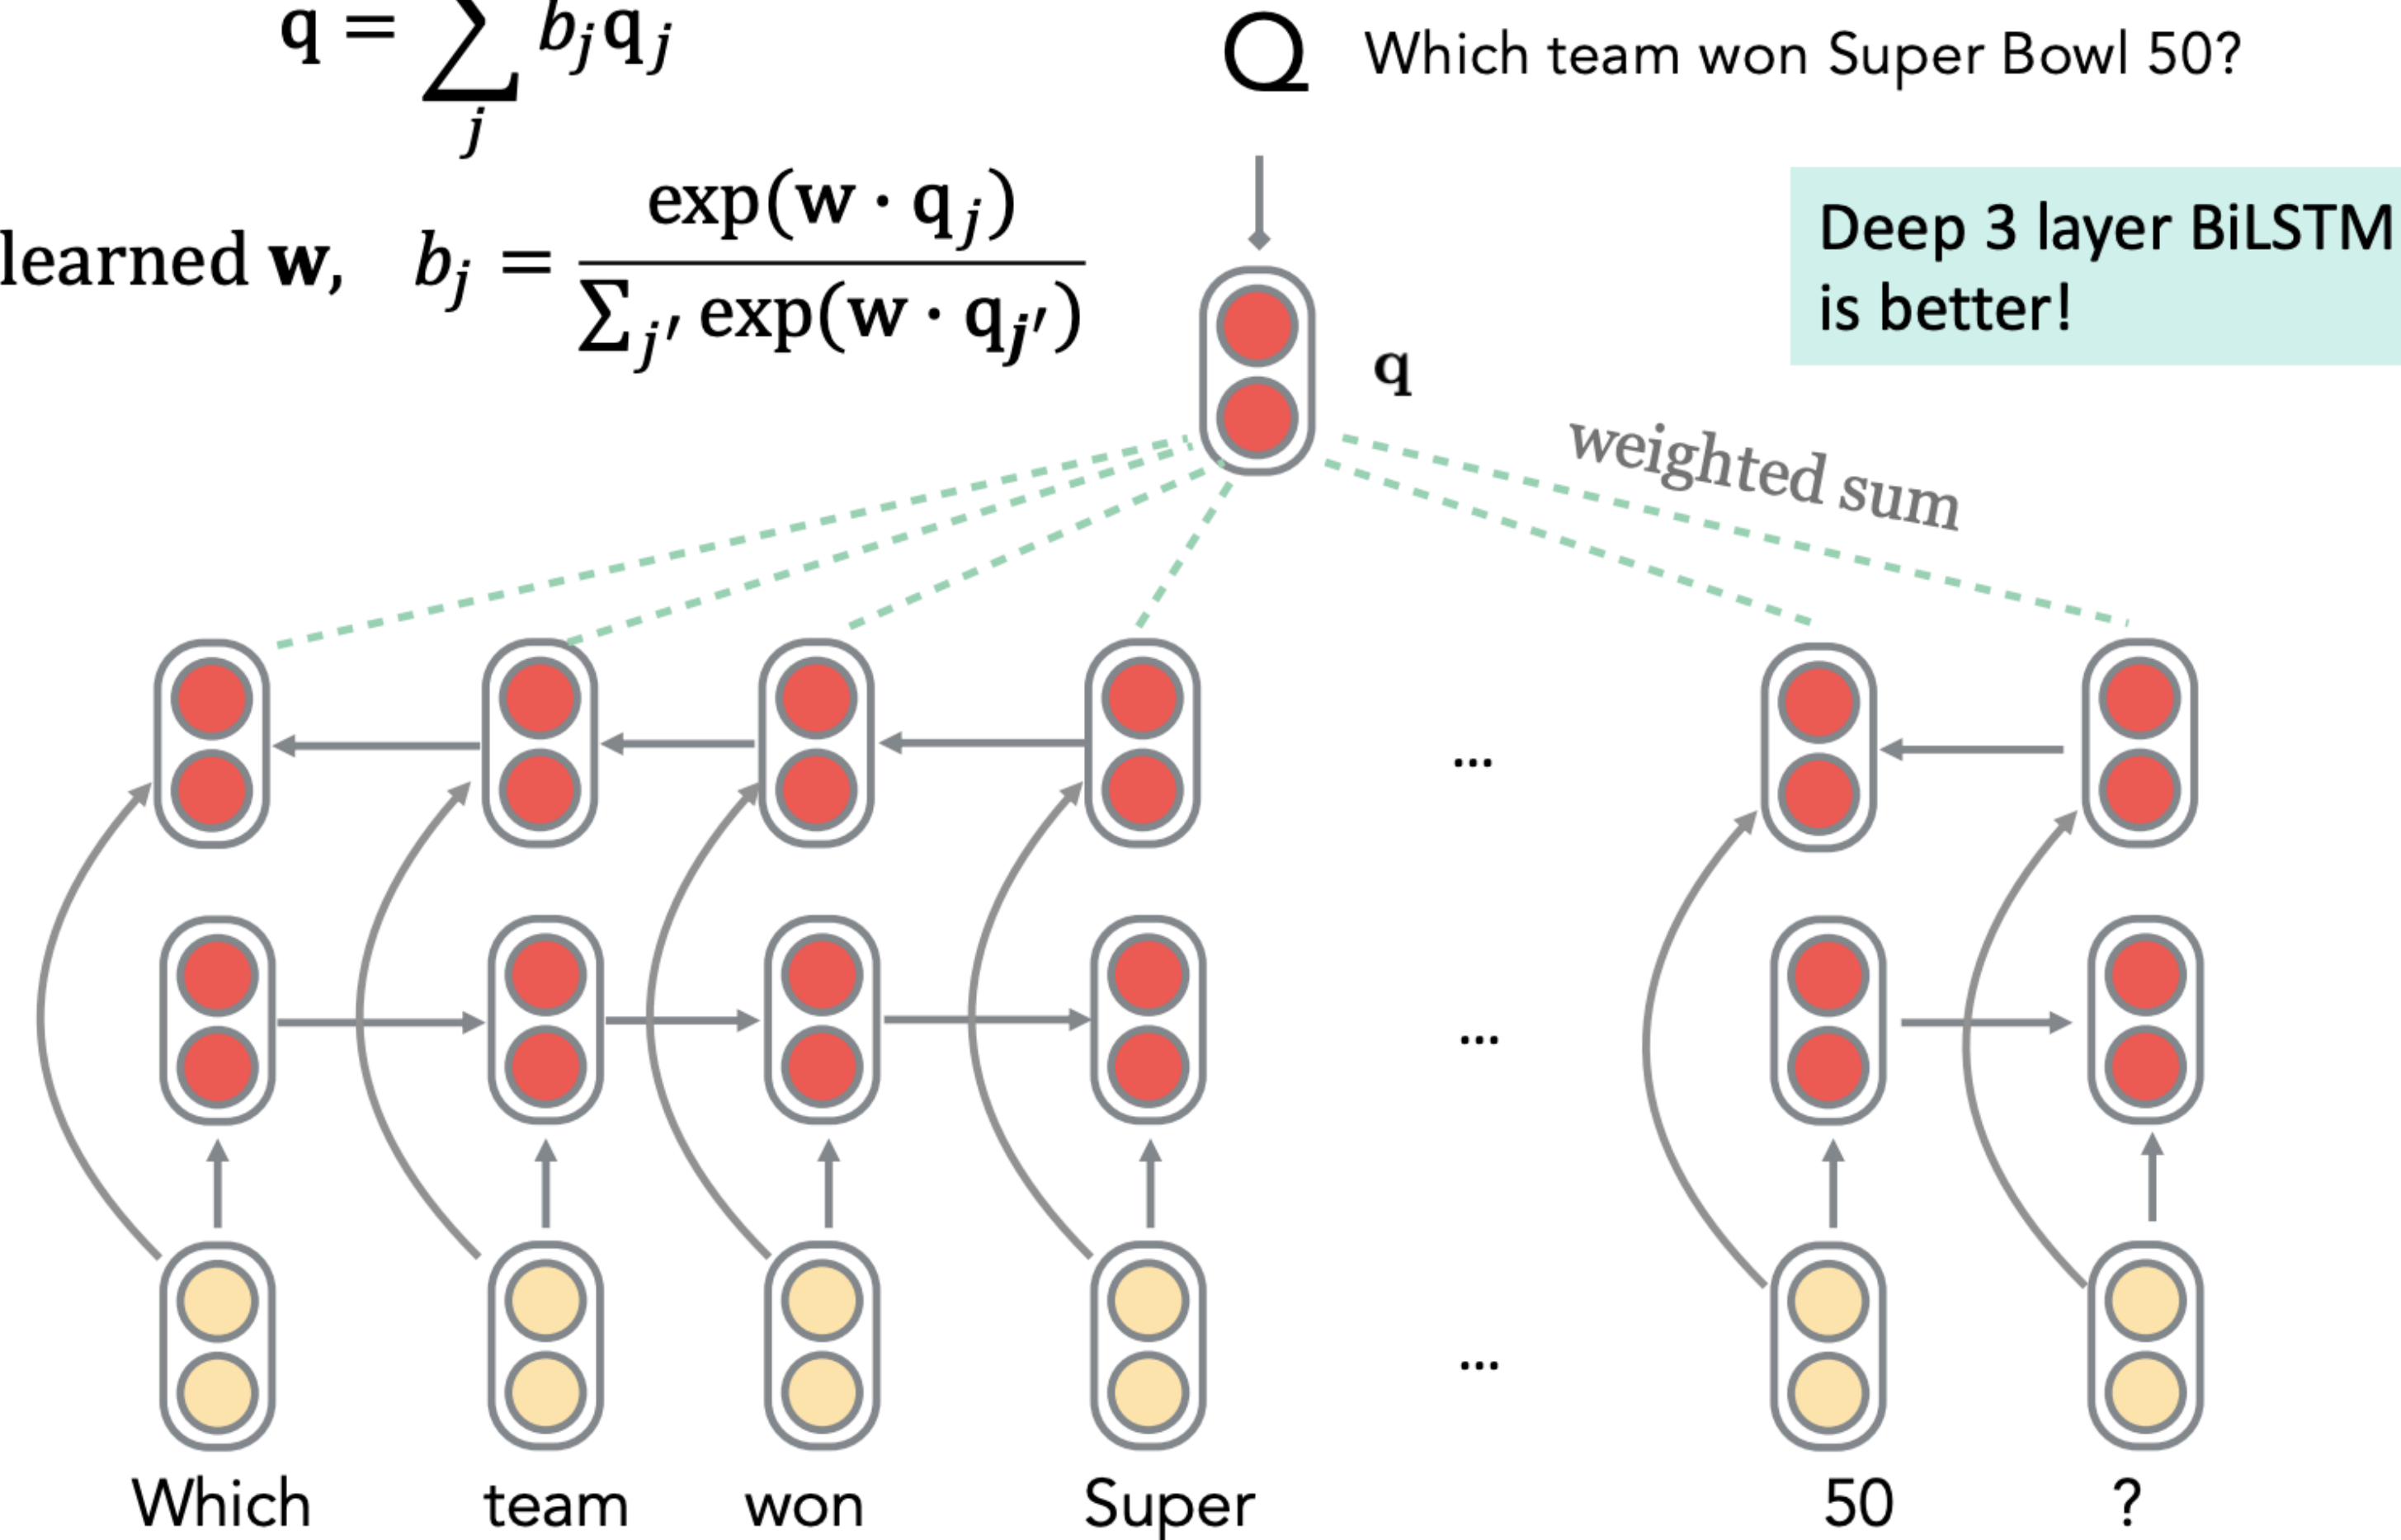 q = ∑_j b_j q_j
Q Which team won Super Bowl 50?
learned w, b_j = exp(w · q_j) / ∑_j′ exp(w · q_j′)
Deep 3 layer BiLSTM
is better!
q
weighted sum
...
...
...
Which team won Super 50 ?